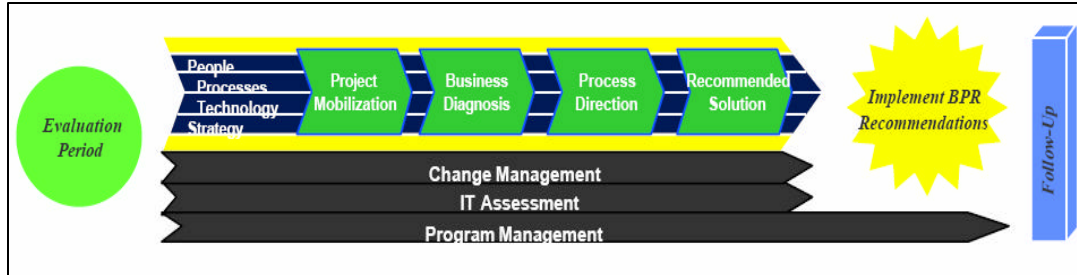 Evaluation
Period
People
Processes
Technology
Strategy
Project
Mobilization
Business
Diagnosis
Process
Direction
Recommended
Solution
Implement BPR
Recommendations
Follow-Up
Change Management
IT Assessment
Program Management